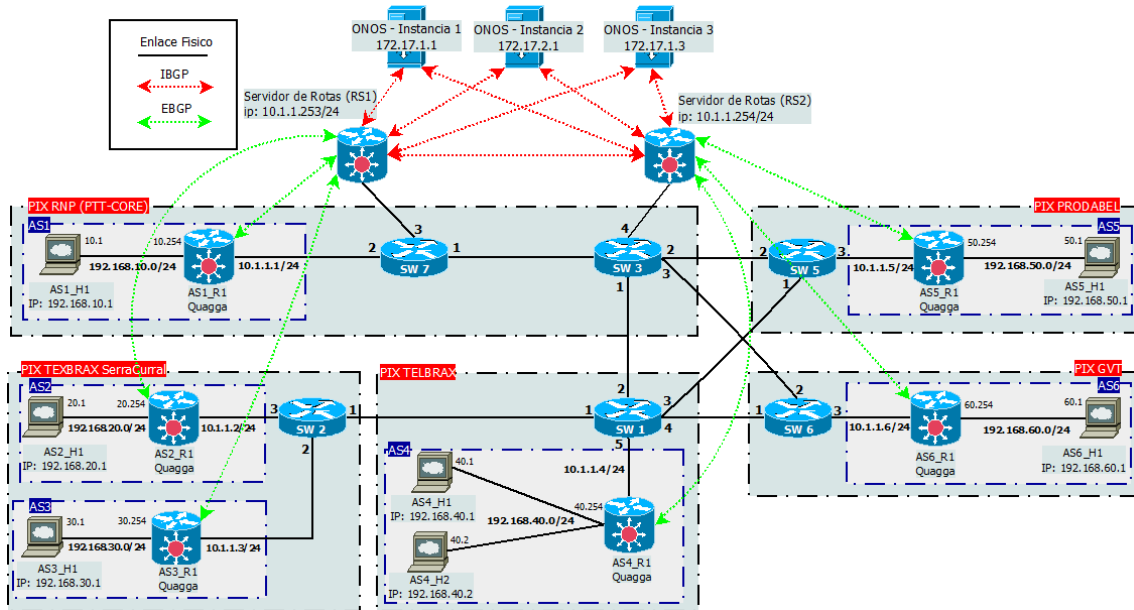 ONOS - Instancia 1
172.17.1.1
ONOS - Instancia 2
172.17.2.1
ONOS - Instancia 3
172.17.1.3
Enlace Fisico
IBGP
EBGP
Servidor de Rotas (RS1)
ip: 10.1.1.253/24
Servidor de Rotas (RS2)
ip: 10.1.1.254/24
PIX RNP (PTT-CORE)
AS1
10.1
10.254
192.168.10.0/24
10.1.1.1/24
AS1_H1
IP: 192.168.10.1
AS1_R1
Quagga
3
2
1
SW 7
4
2
3
1
SW 3
PIX PRODABEL
AS5
2
3
1
SW 5
50.254
50.1
10.1.1.5/24
192.168.50.0/24
AS5_R1
Quagga
AS5_H1
IP: 192.168.50.1
PIX TEXBRAX SerraCurral
AS2
20.1
20.254
192.168.20.0/24
10.1.1.2/24
AS2_H1
IP: 192.168.20.1
AS2_R1
Quagga
3
1
2
SW 2
AS3
30.1
30.254
192.168.30.0/24
10.1.1.3/24
AS3_H1
IP: 192.168.30.1
AS3_R1
Quagga
PIX TELBRAX
2
1
3
4
5
SW 1
AS4
40.1
10.1.1.4/24
AS4_H1
IP: 192.168.40.1
192.168.40.0/24
40.254
40.2
AS4_H2
IP: 192.168.40.2
AS4_R1
Quagga
PIX GVT
AS6
2
1
3
SW 6
60.254
60.1
10.1.1.6/24
192.168.60.0/24
AS6_R1
Quagga
AS6_H1
IP: 192.168.60.1